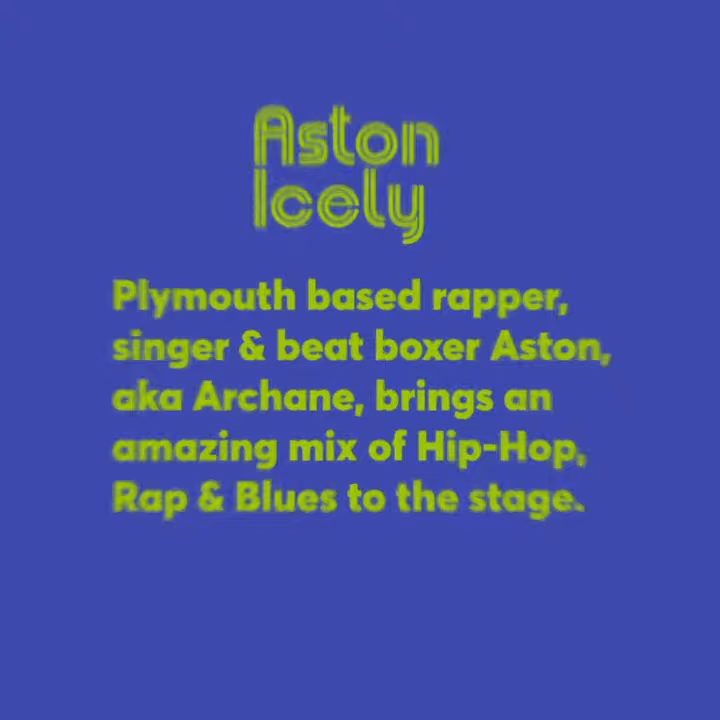 Aston
Icely
Plymouth based rapper,
singer & beat boxer Aston,
aka Archane, brings an
amazing mix of Hip-Hop,
Rap & Blues to the stage.